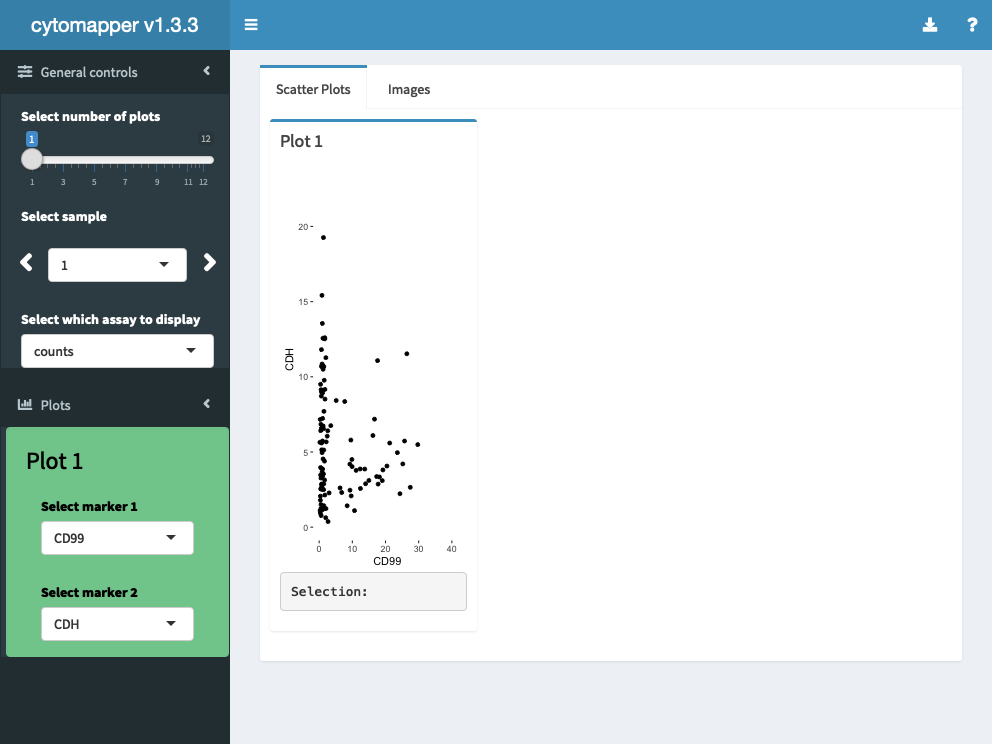 cytomapper v1.3.3
General controls
Select number of plots
1 12
1 3 5 7 9 11 12
Select sample
1
Select which assay to display
counts
Plots
Plot 1
Select marker 1
CD99
Select marker 2
CDH
?
Scatter Plots Images
Plot 1
20
15
CDH
10
5
0
0 10 20 30 40
CD99
Selection: